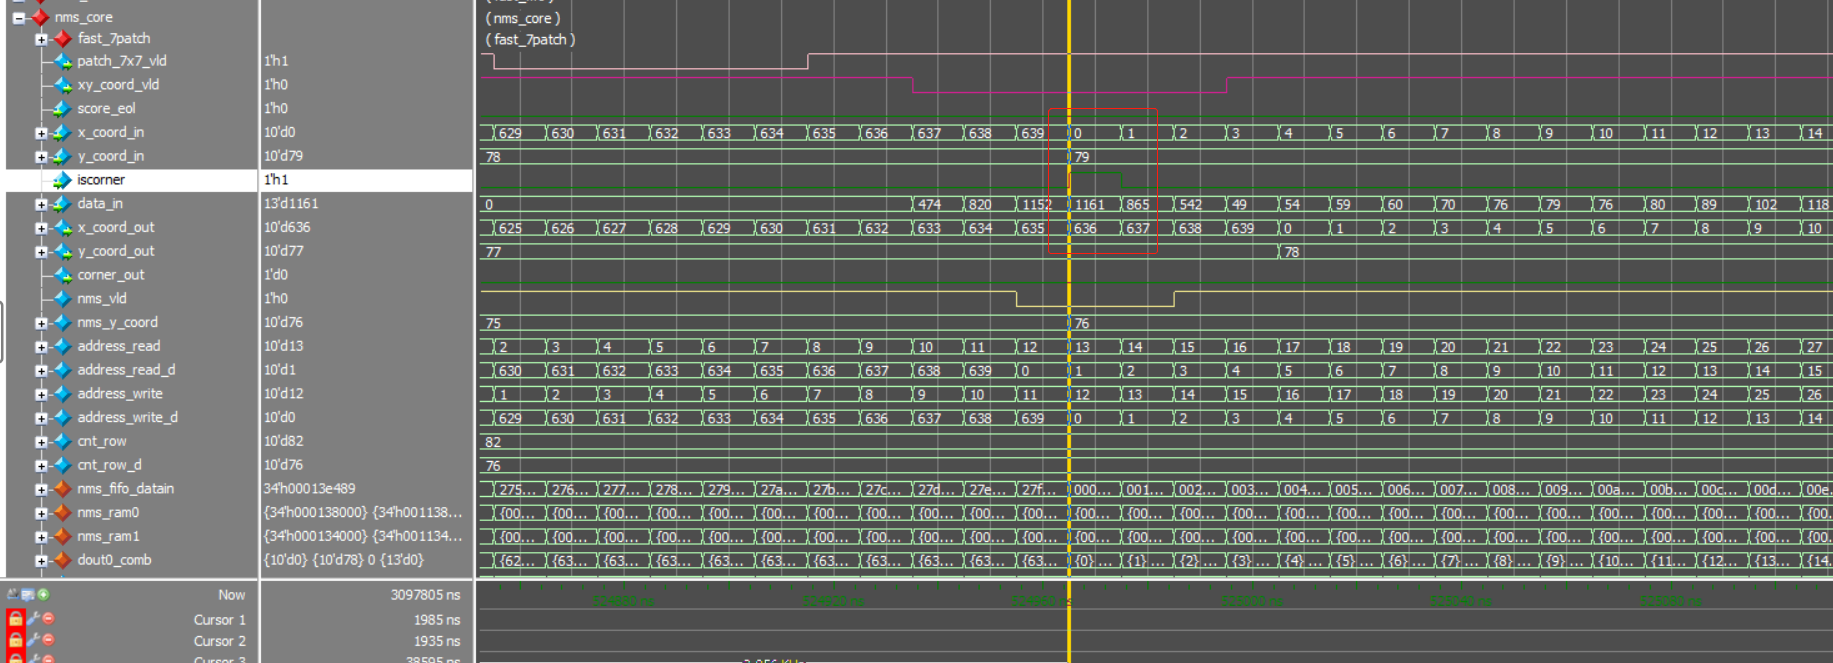 nms_core ( nms_core )
fast_7patch ( fast_7patch )
patch_7x7_vld 1'h1
xy_coord_vld 1'h0
score_eol 1'h0
x_coord_in 10'd0 629 630 631 632 633 634 635 636 637 638 639 0 1 2 3 4 5 6 7 8 9 10 11 12 13 14
y_coord_in 10'd79 78 79
iscorner 1'h1
data_in 13'd1161 0 474 820 1152 1161 865 542 49 54 59 60 70 76 79 76 80 89 102 118
x_coord_out 10'd636 625 626 627 628 629 630 631 632 633 634 635 636 637 638 639 0 1 2 3 4 5 6 7 8 9 10
y_coord_out 10'd77 77 78
corner_out 1'd0
nms_vld 1'h0
nms_y_coord 10'd76 75 76
address_read 10'd13 2 3 4 5 6 7 8 9 10 11 12 13 14 15 16 17 18 19 20 21 22 23 24 25 26 27
address_read_d 10'd1 630 631 632 633 634 635 636 637 638 639 0 1 2 3 4 5 6 7 8 9 10 11 12 13 14 15
address_write 10'd12 1 2 3 4 5 6 7 8 9 10 11 12 13 14 15 16 17 18 19 20 21 22 23 24 25 26
address_write_d 10'd0 629 630 631 632 633 634 635 636 637 638 639 0 1 2 3 4 5 6 7 8 9 10 11 12 13 14
cnt_row 10'd82 82
cnt_row_d 10'd76 76
nms_fifo_datain 34'h00013e489 275... 276... 277... 278... 279... 27a... 27b... 27c... 27d... 27e... 27f... 000... 001... 002... 003... 004... 005... 006... 007... 008... 009... 00a... 00b... 00c... 00d... 00e.
nms_ram0 {34'h000138000} {34'h001138... {00... {00... {00... {00... {00... {00... {00... {00... {00... {00... {00... {00... {00... {00... {00... {00... {00... {00... {00... {00... {00... {00... {00... {00... {00... {00.
nms_ram1 {34'h000134000} {34'h001134... {00... {00... {00... {00... {00... {00... {00... {00... {00... {00... {00... {00... {00... {00... {00... {00... {00... {00... {00... {00... {00... {00... {00... {00... {00... {00.
dout0_comb {10'd0} {10'd78} 0 {13'd0} {62... {63... {63... {63... {63... {63... {63... {63... {63... {63... {63... {0} ... {1} ... {2} ... {3} ... {4} ... {5} ... {6} ... {7} ... {8} ... {9} ... {10... {11... {12... {13... {14.
Now 3097805 ns
Cursor 1 1985 ns
Cursor 2 1935 ns
Cursor 3 38595 ns